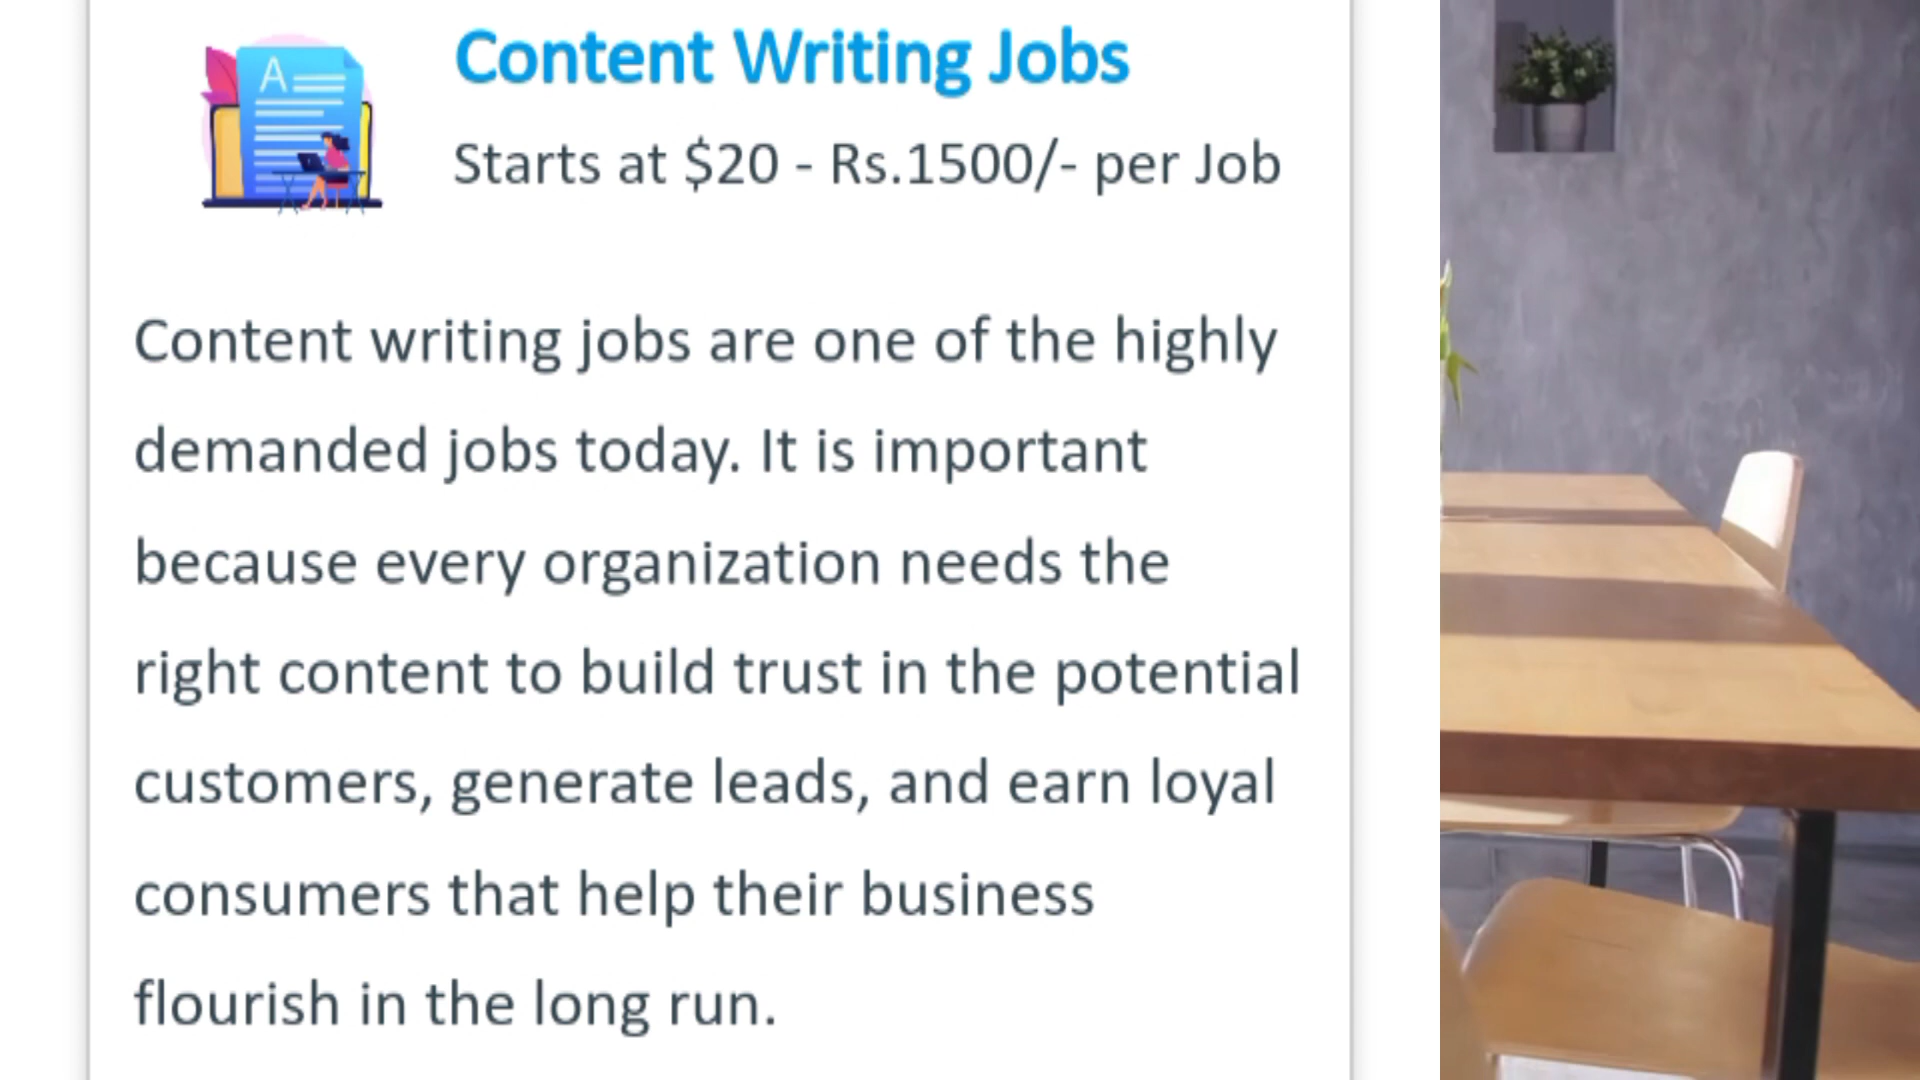 A
Content Writing Jobs
Starts at $20 - Rs.1500/- per Job
Content writing jobs are one of the highly
demanded jobs today. It is important
because every organization needs the
right content to build trust in the potential
customers, generate leads, and earn loyal
consumers that help their business
flourish in the long run.